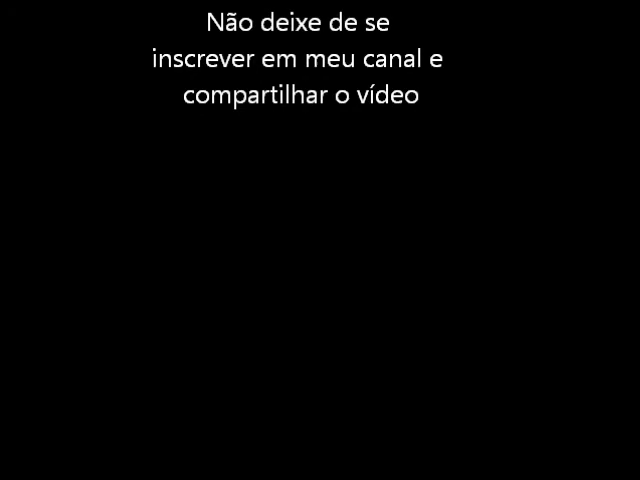 Não deixe de se
inscrever em meu canal e
compartilhar o vídeo